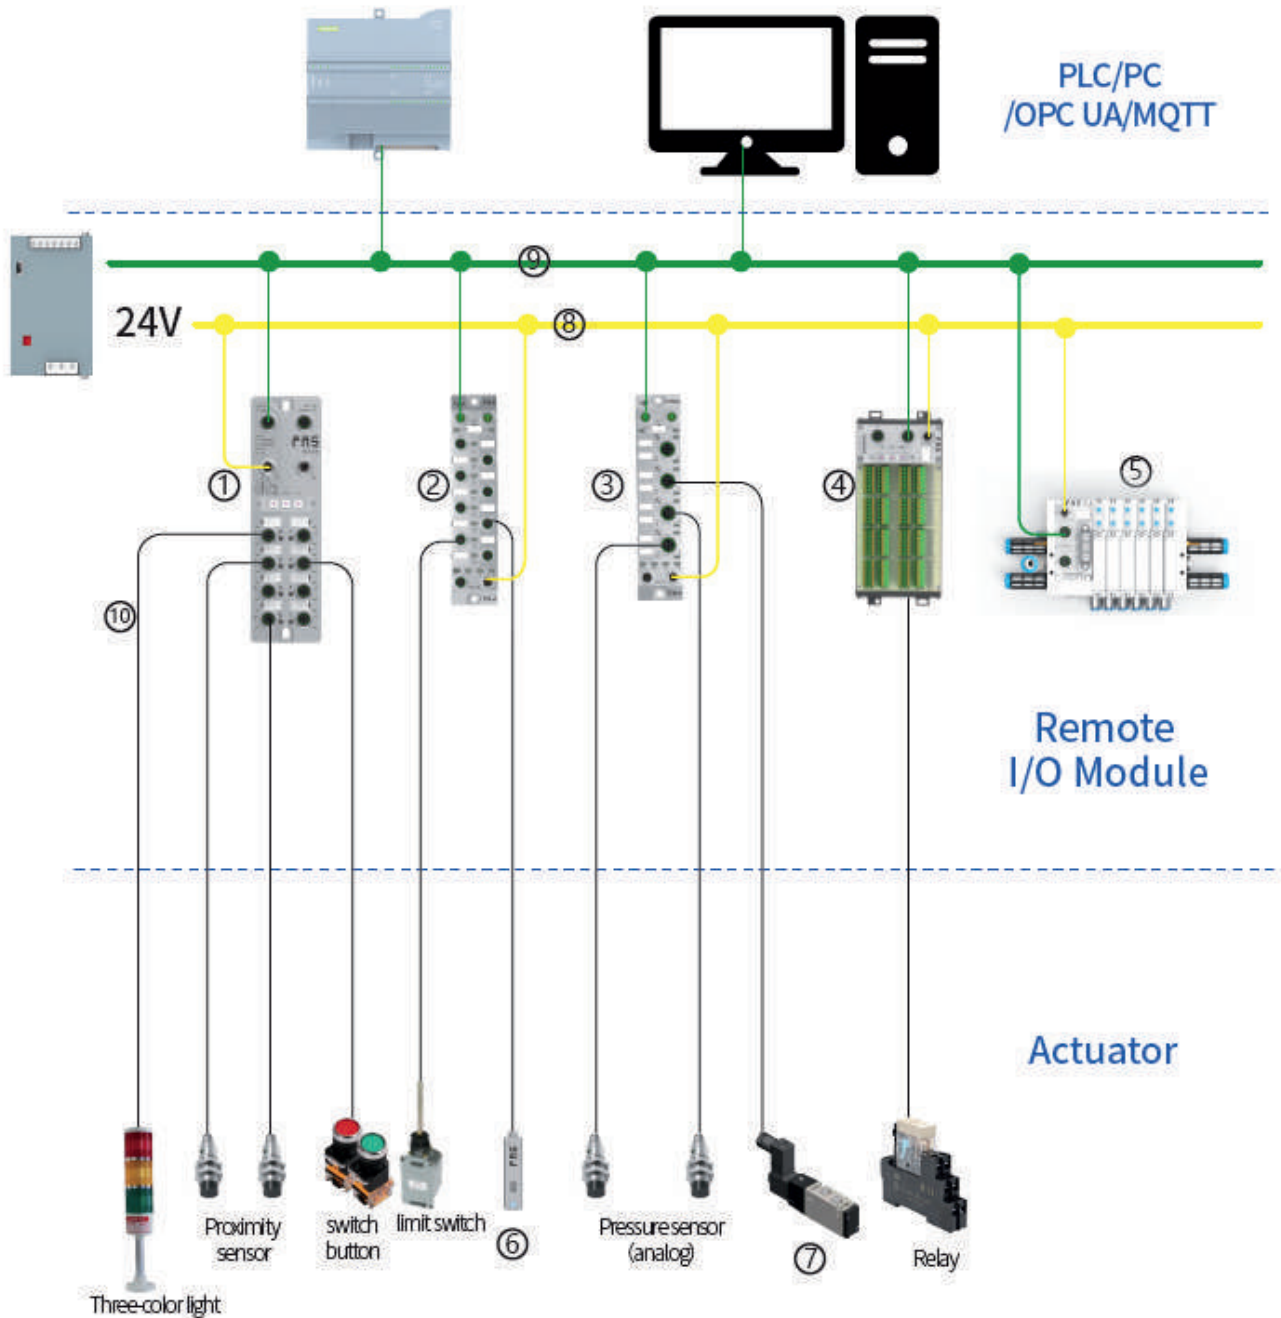 PLC/PC
/OPC UA/MQTT
⑨
24V
⑧
①
②
③
④
⑤
⑩
Remote
I/O Module
Actuator
Three-color light
Proximity
sensor
switch
button
limit switch
⑥
Pressure sensor
(analog)
⑦
Relay